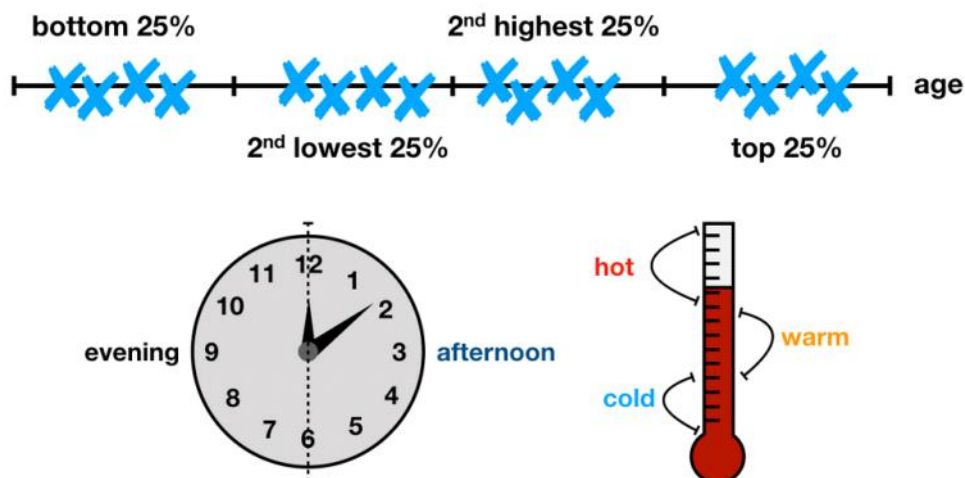 bottom 25%
2nd highest 25%
age
2nd lowest 25%
top 25%
12
1
2
3
4
5
6
7
8
9
10
11
evening
afternoon
hot
warm
cold